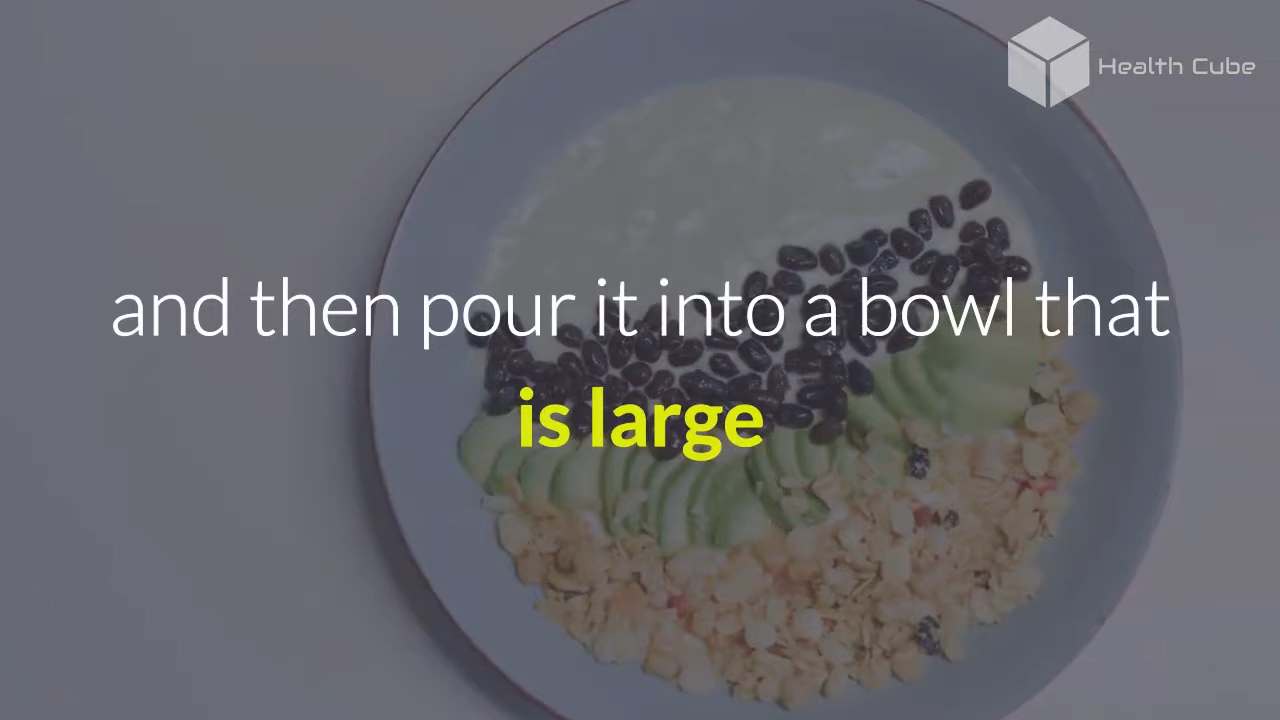 Health Cube
and then pour it into a bowl that
is large